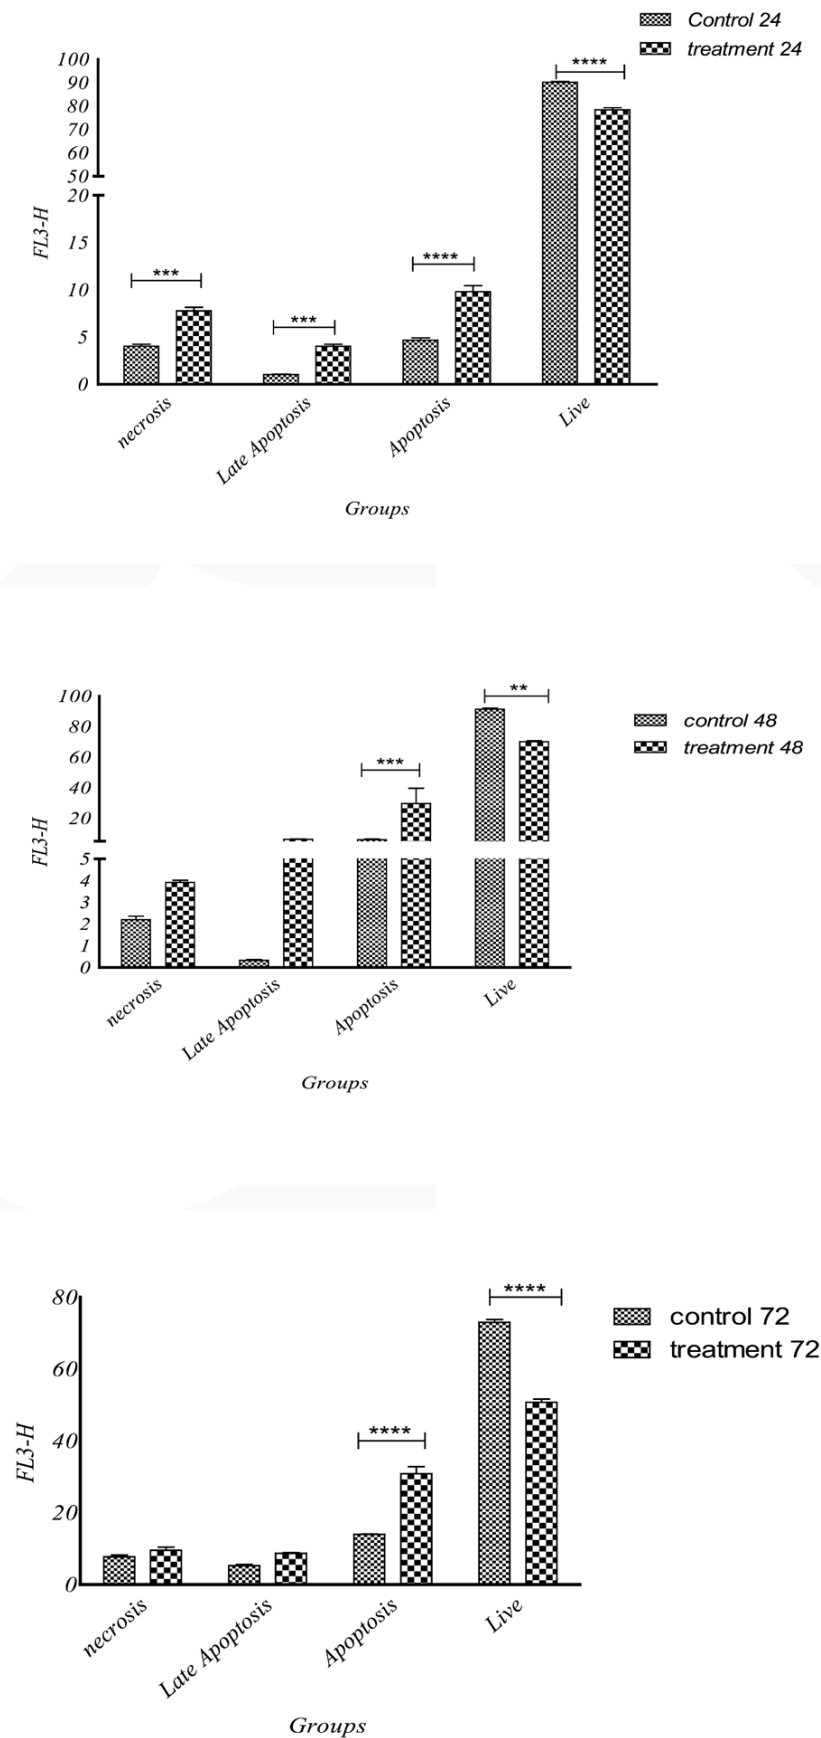 Control 24
treatment 24
****
100
90
80
70
60
50
20
15
10
5
0
FL3-H
***
***
****
necrosis
Late Apoptosis
Apoptosis
Live
Groups
**
100
80
60
40
20
5
4
3
2
1
0
FL3-H
***
control 48
treatment 48
necrosis
Late Apoptosis
Apoptosis
Live
Groups
****
80
60
40
20
0
FL3-H
****
control 72
treatment 72
necrosis
Late Apoptosis
Apoptosis
Live
Groups